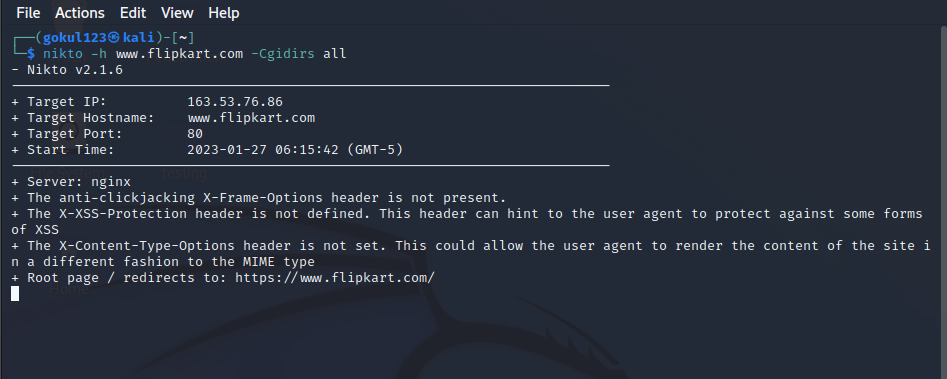 File Actions Edit View Help
┌──(gokul123㉿kali)-[~]
└─$ nikto -h www.flipkart.com -Cgidirs all
- Nikto v2.1.6
---------------------------------------------------------------------------
+ Target IP: 163.53.76.86
+ Target Hostname: www.flipkart.com
+ Target Port: 80
+ Start Time: 2023-01-27 06:15:42 (GMT-5)
---------------------------------------------------------------------------
+ Server: nginx
+ The anti-clickjacking X-Frame-Options header is not present.
+ The X-XSS-Protection header is not defined. This header can hint to the user agent to protect against some forms
of XSS
+ The X-Content-Type-Options header is not set. This could allow the user agent to render the content of the site i
n a different fashion to the MIME type
+ Root page / redirects to: https://www.flipkart.com/